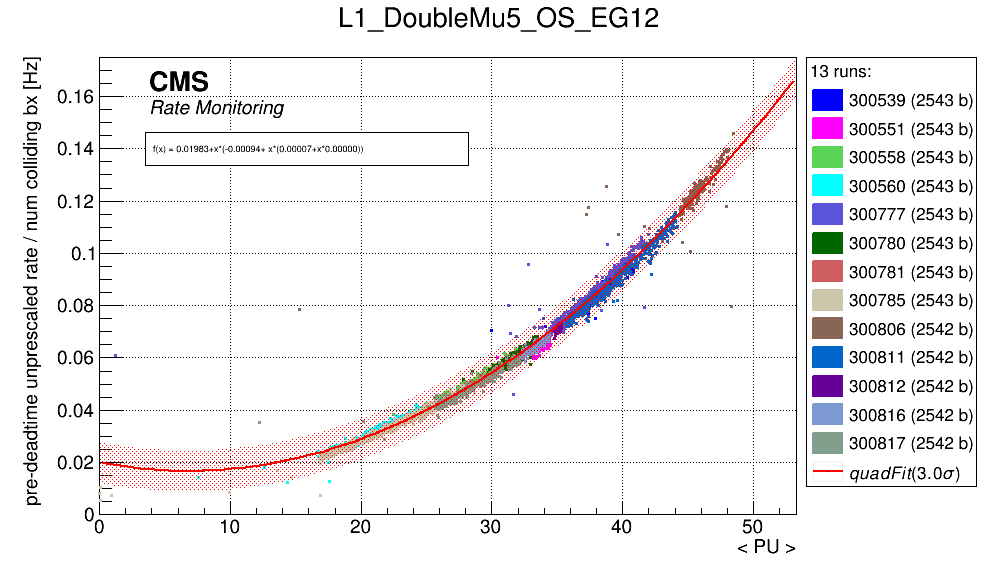 L1_DoubleMu5_OS_EG12
pre-deadtime unprescaled rate / num colliding bx [Hz]
CMS
Rate Monitoring
f(x) = 0.01983+x*(-0.00094+ x*(0.00007+x*0.00000))
0.16
0.14
0.12
0.1
0.08
0.06
0.04
0.02
0
0 10 20 30 40 50
< PU >
13 runs:
300539 (2543 b)
300551 (2543 b)
300558 (2543 b)
300560 (2543 b)
300777 (2543 b)
300780 (2543 b)
300781 (2543 b)
300785 (2543 b)
300806 (2542 b)
300811 (2542 b)
300812 (2542 b)
300816 (2542 b)
300817 (2542 b)
quadFit(3.0σ)